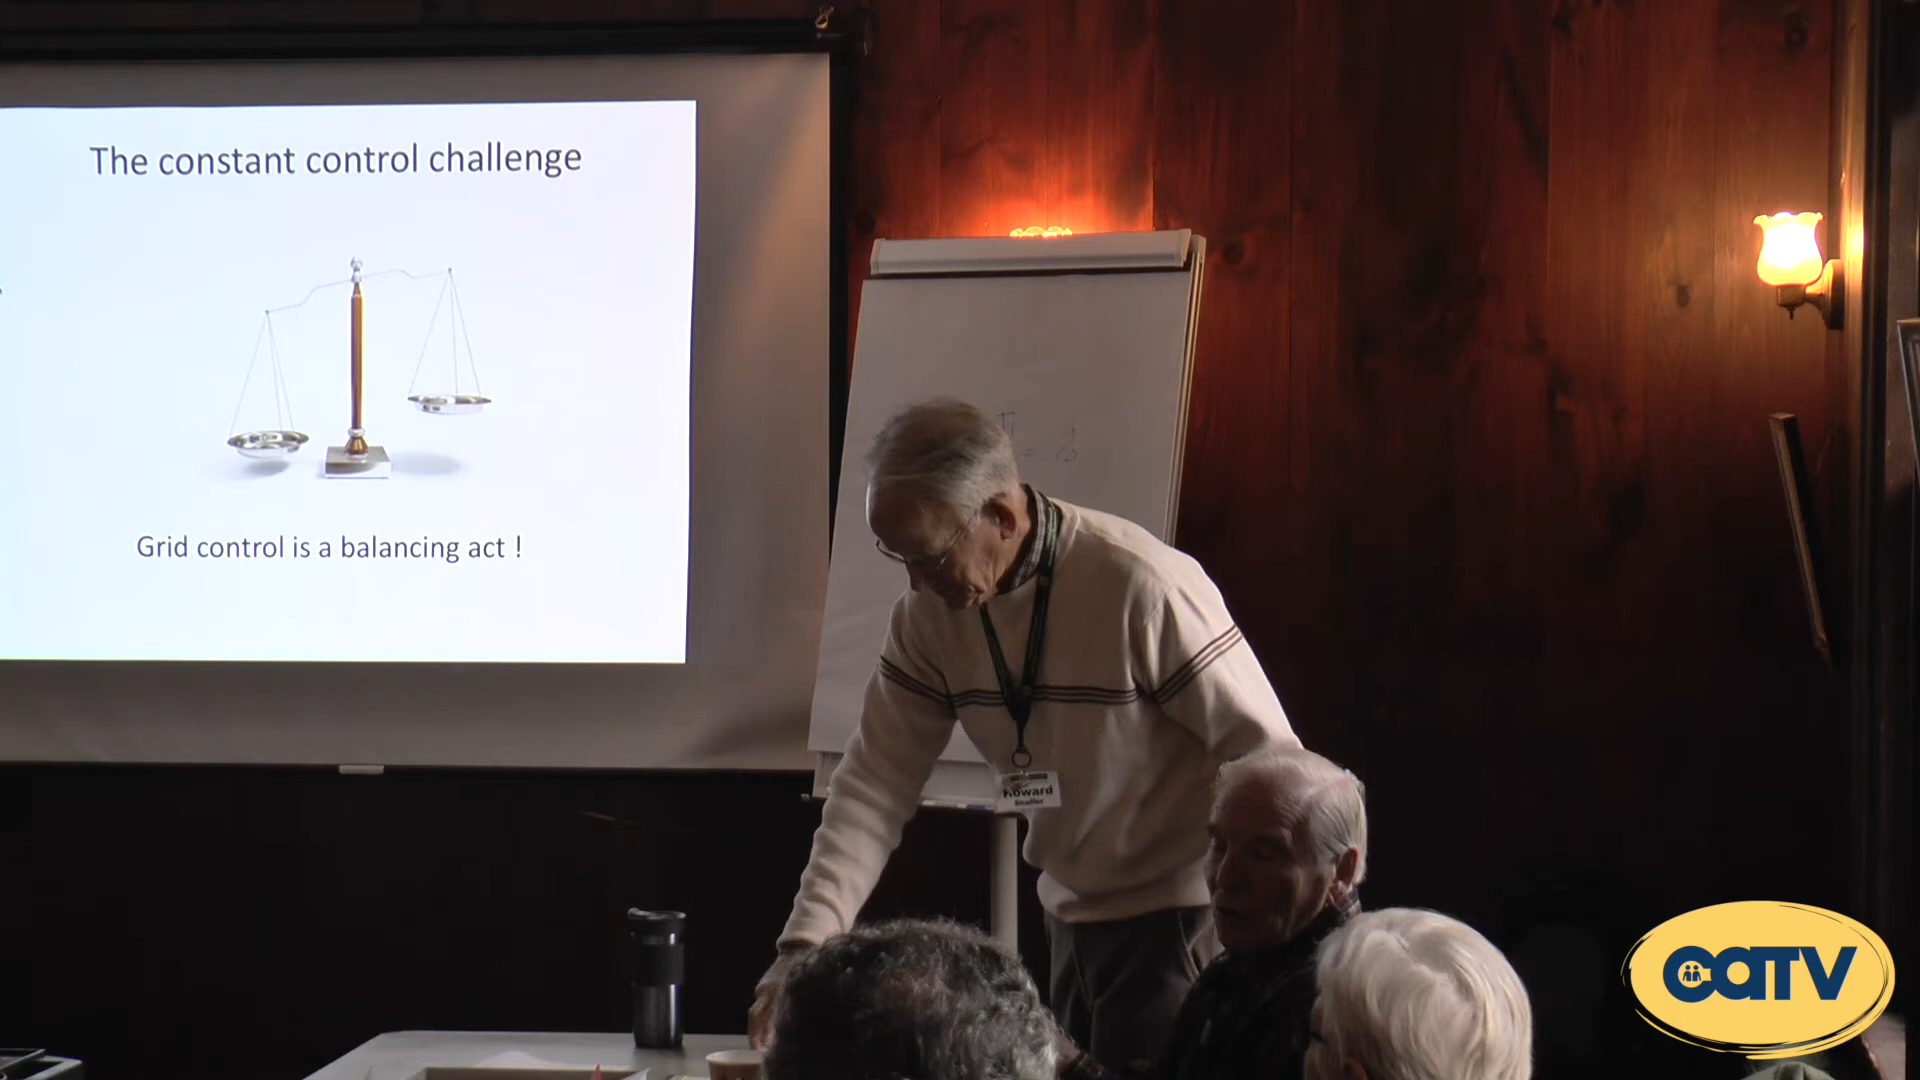 The constant control challenge
Grid control is a balancing act !
Howard
Shaffer
CATV